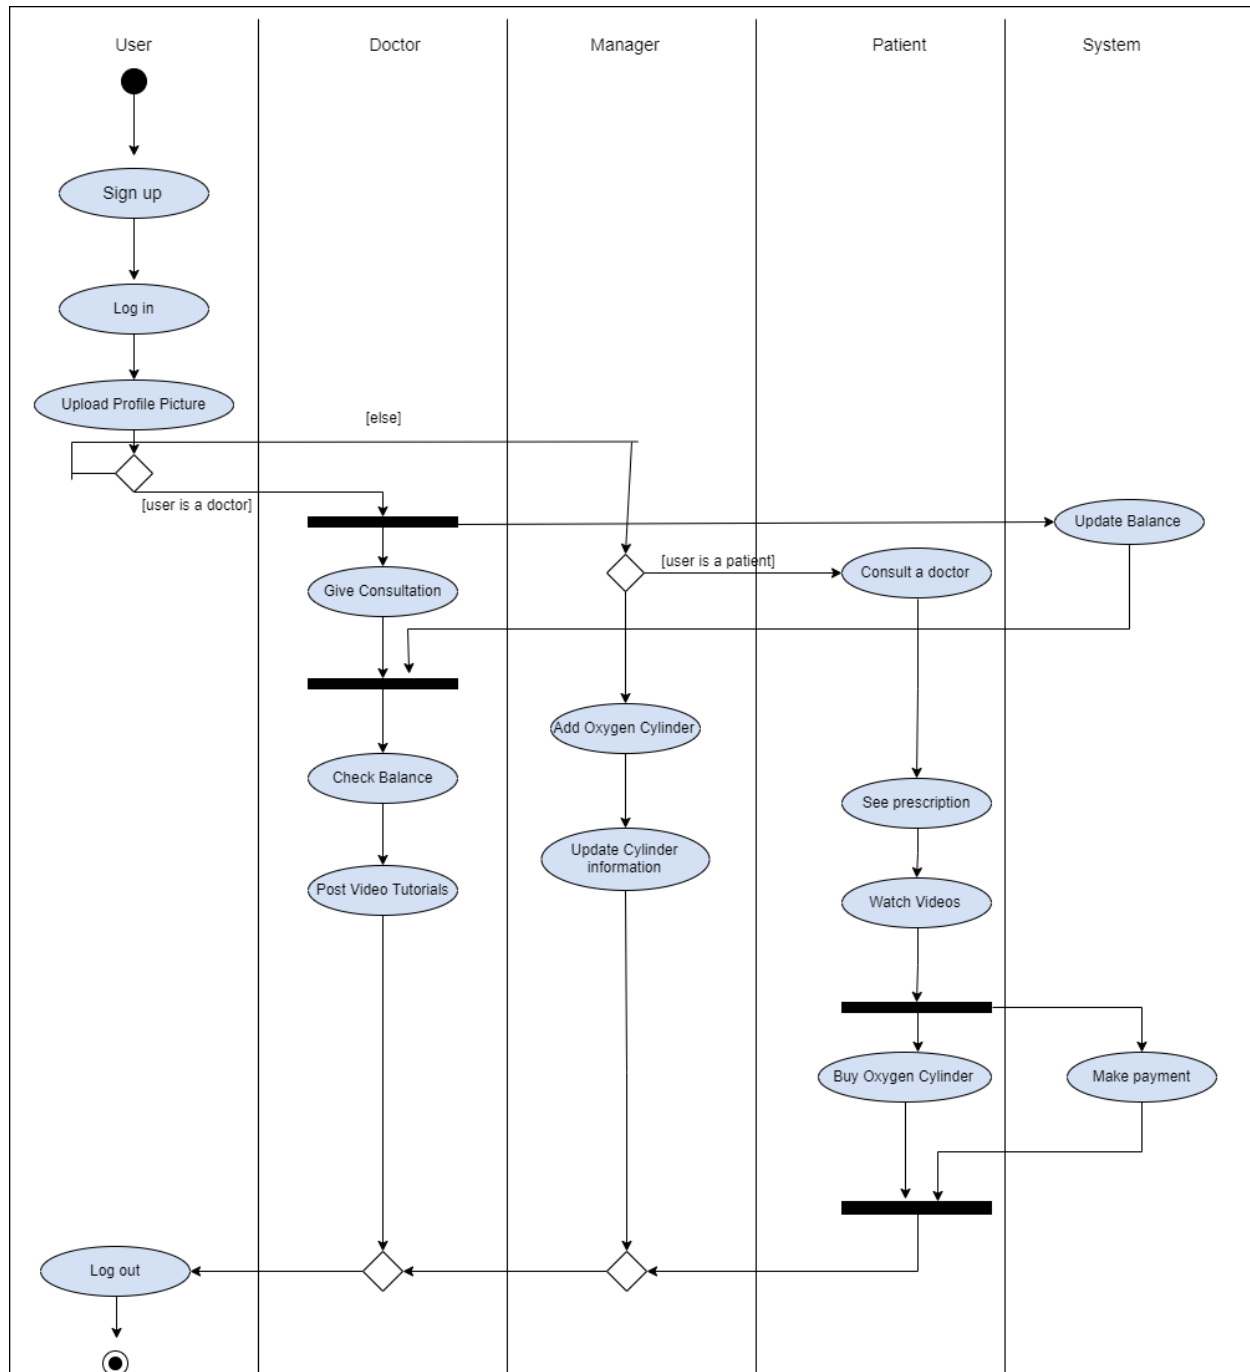 User
Doctor
Manager
Patient
System
Sign up
Log in
Upload Profile Picture
[else]
[user is a doctor]
Update Balance
[user is a patient]
Consult a doctor
Give Consultation
Add Oxygen Cylinder
Check Balance
See prescription
Update Cylinder
information
Post Video Tutorials
Watch Videos
Buy Oxygen Cylinder
Make payment
Log out